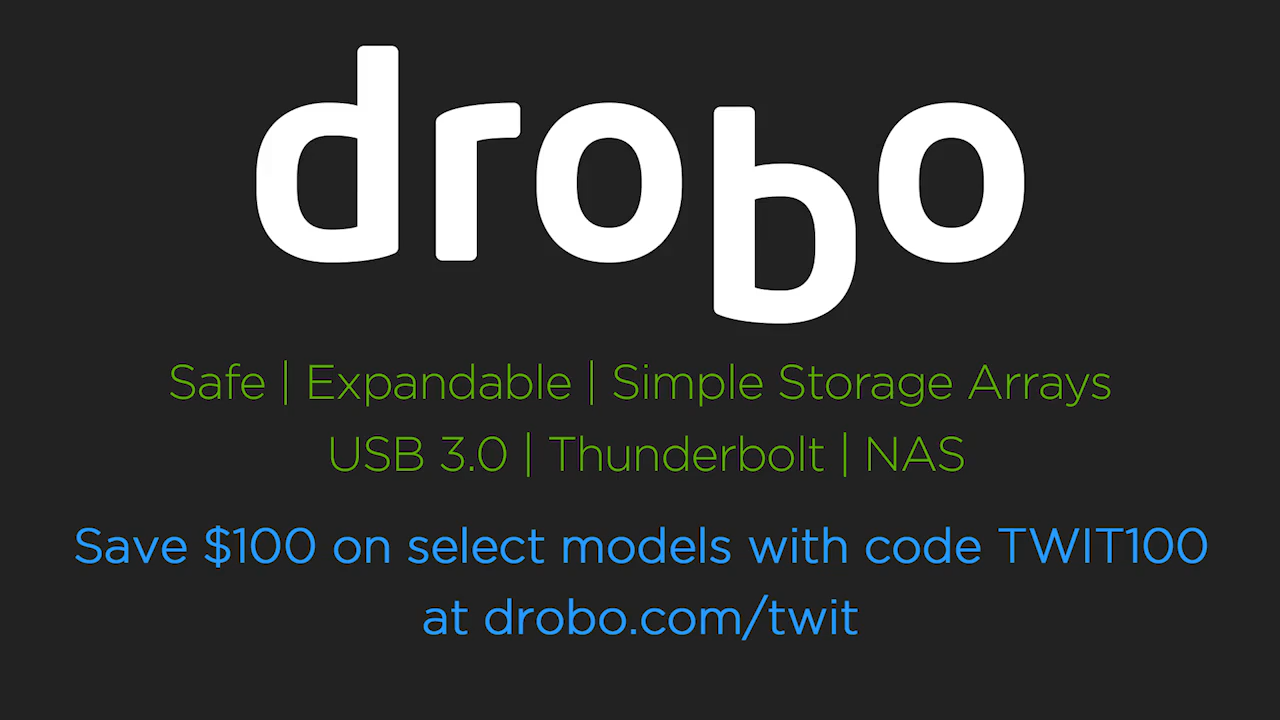 drobo
Safe | Expandable | Simple Storage Arrays
USB 3.0 | Thunderbolt | NAS
Save $100 on select models with code TWIT100
at drobo.com/twit